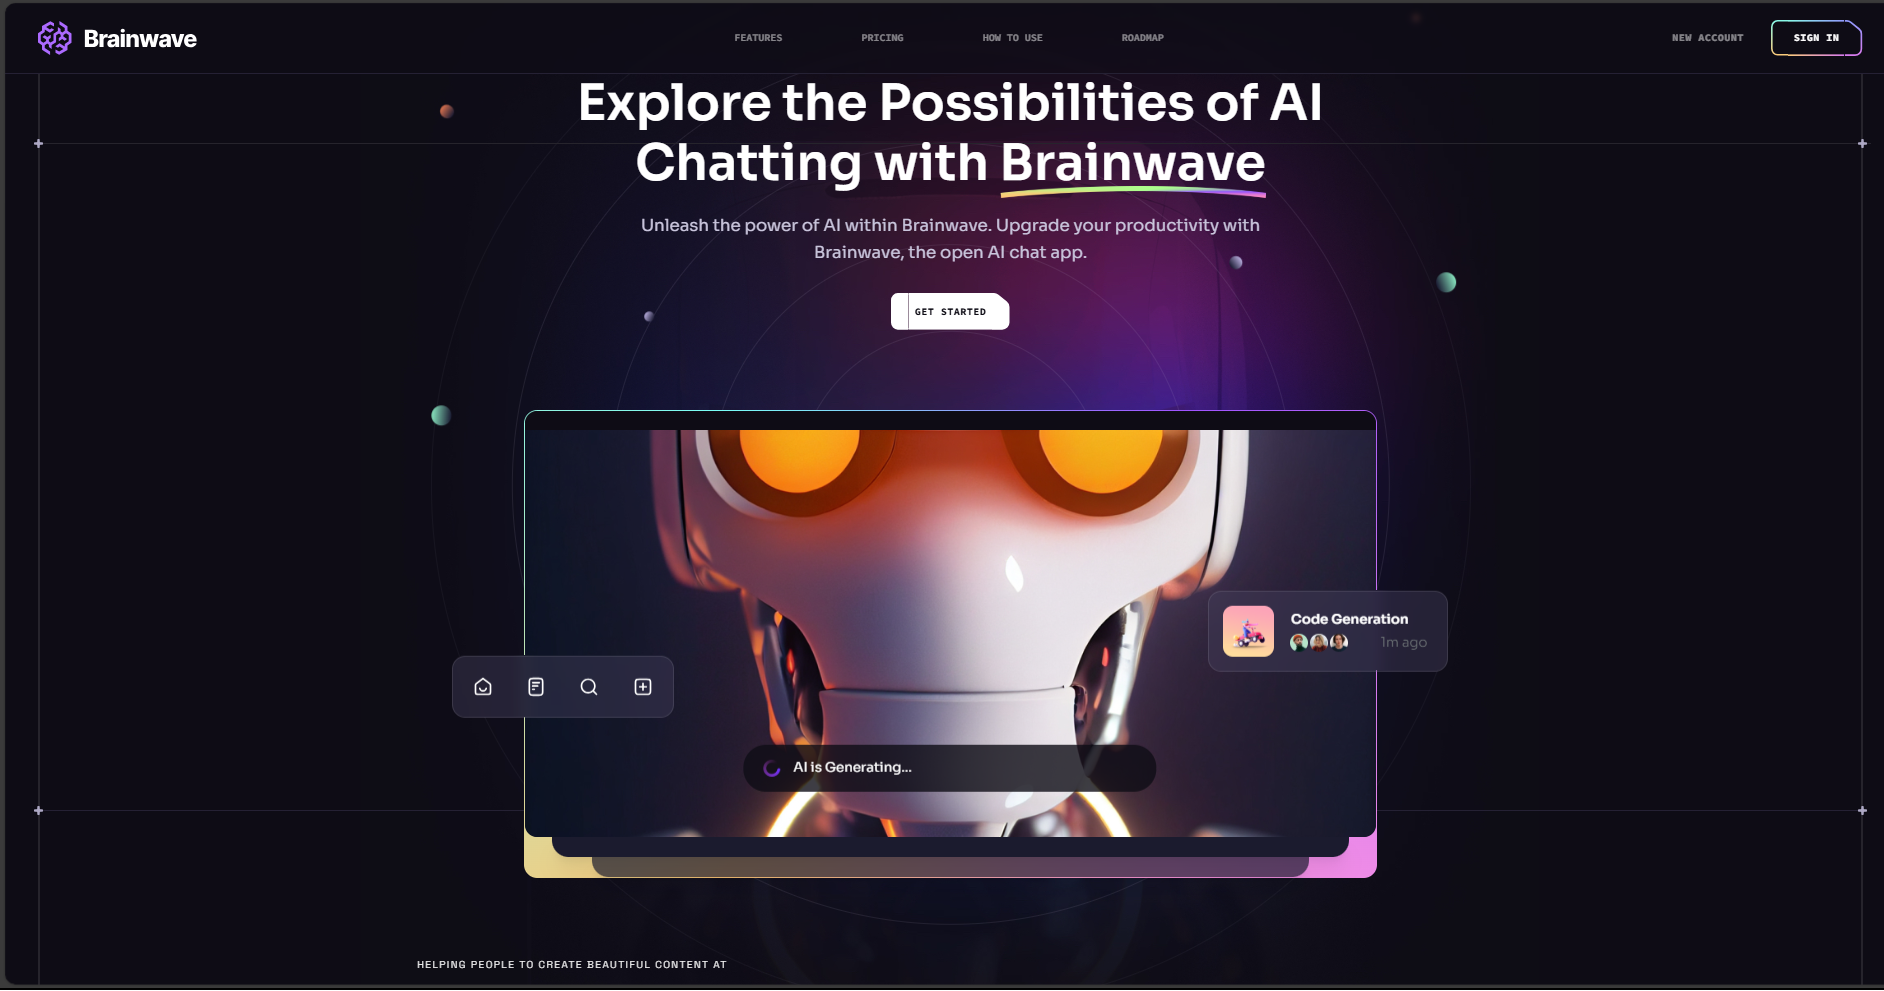 Brainwave
FEATURES
PRICING
HOW TO USE
ROADMAP
NEW ACCOUNT
SIGN IN
Explore the Possibilities of AI
Chatting with Brainwave
Unleash the power of AI within Brainwave. Upgrade your productivity with
Brainwave, the open AI chat app.
GET STARTED
Code Generation
1m ago
AI is Generating...
HELPING PEOPLE TO CREATE BEAUTIFUL CONTENT AT